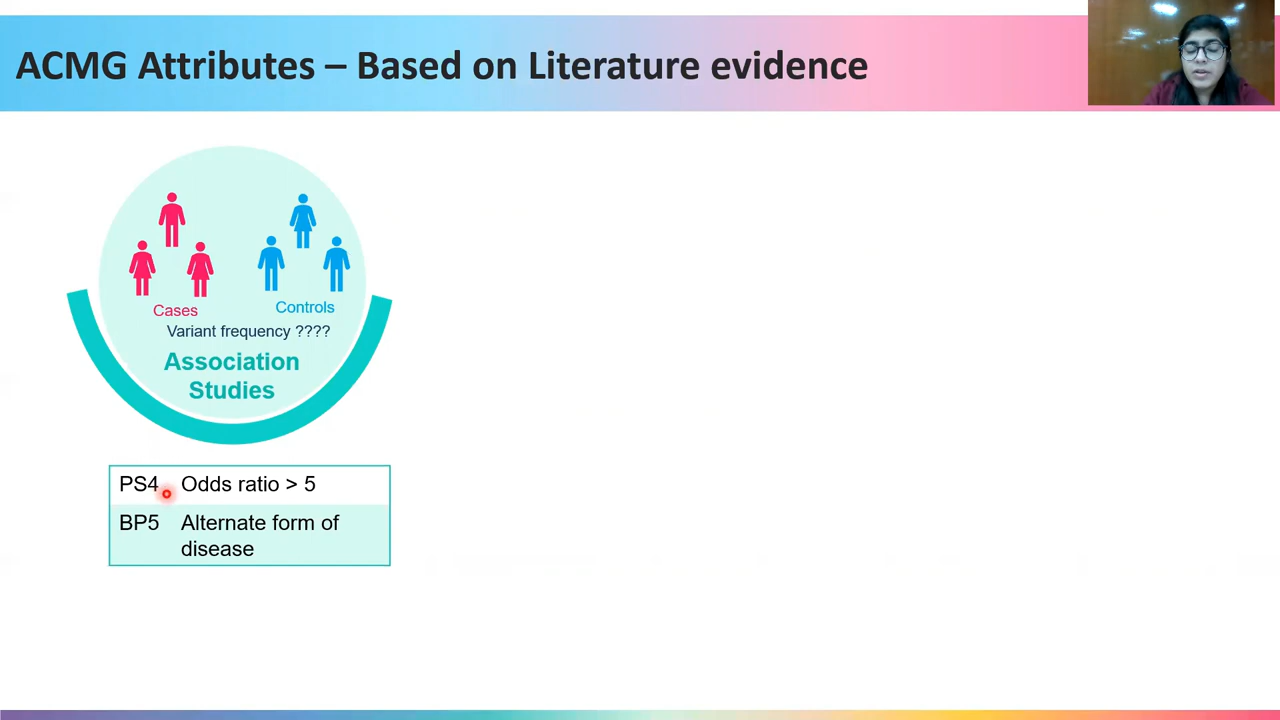 ACMG Attributes – Based on Literature evidence
Cases
Controls
Variant frequency ????
Association
Studies
PS4 Odds ratio > 5
BP5 Alternate form of
disease